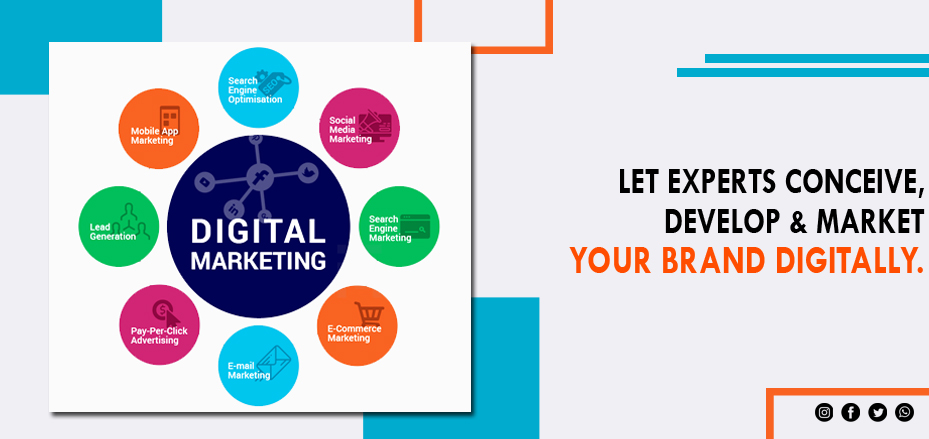 Search
Engine
Optimisation
Social
Media
Marketing
Mobile App
Marketing
Lead
Generation
DIGITAL
MARKETING
Search
Engine
Marketing
Pay-Per-Click
Advertising
E-Commerce
Marketing
E-mail
Marketing
LET EXPERTS CONCEIVE,
DEVELOP & MARKET
YOUR BRAND DIGITALLY.